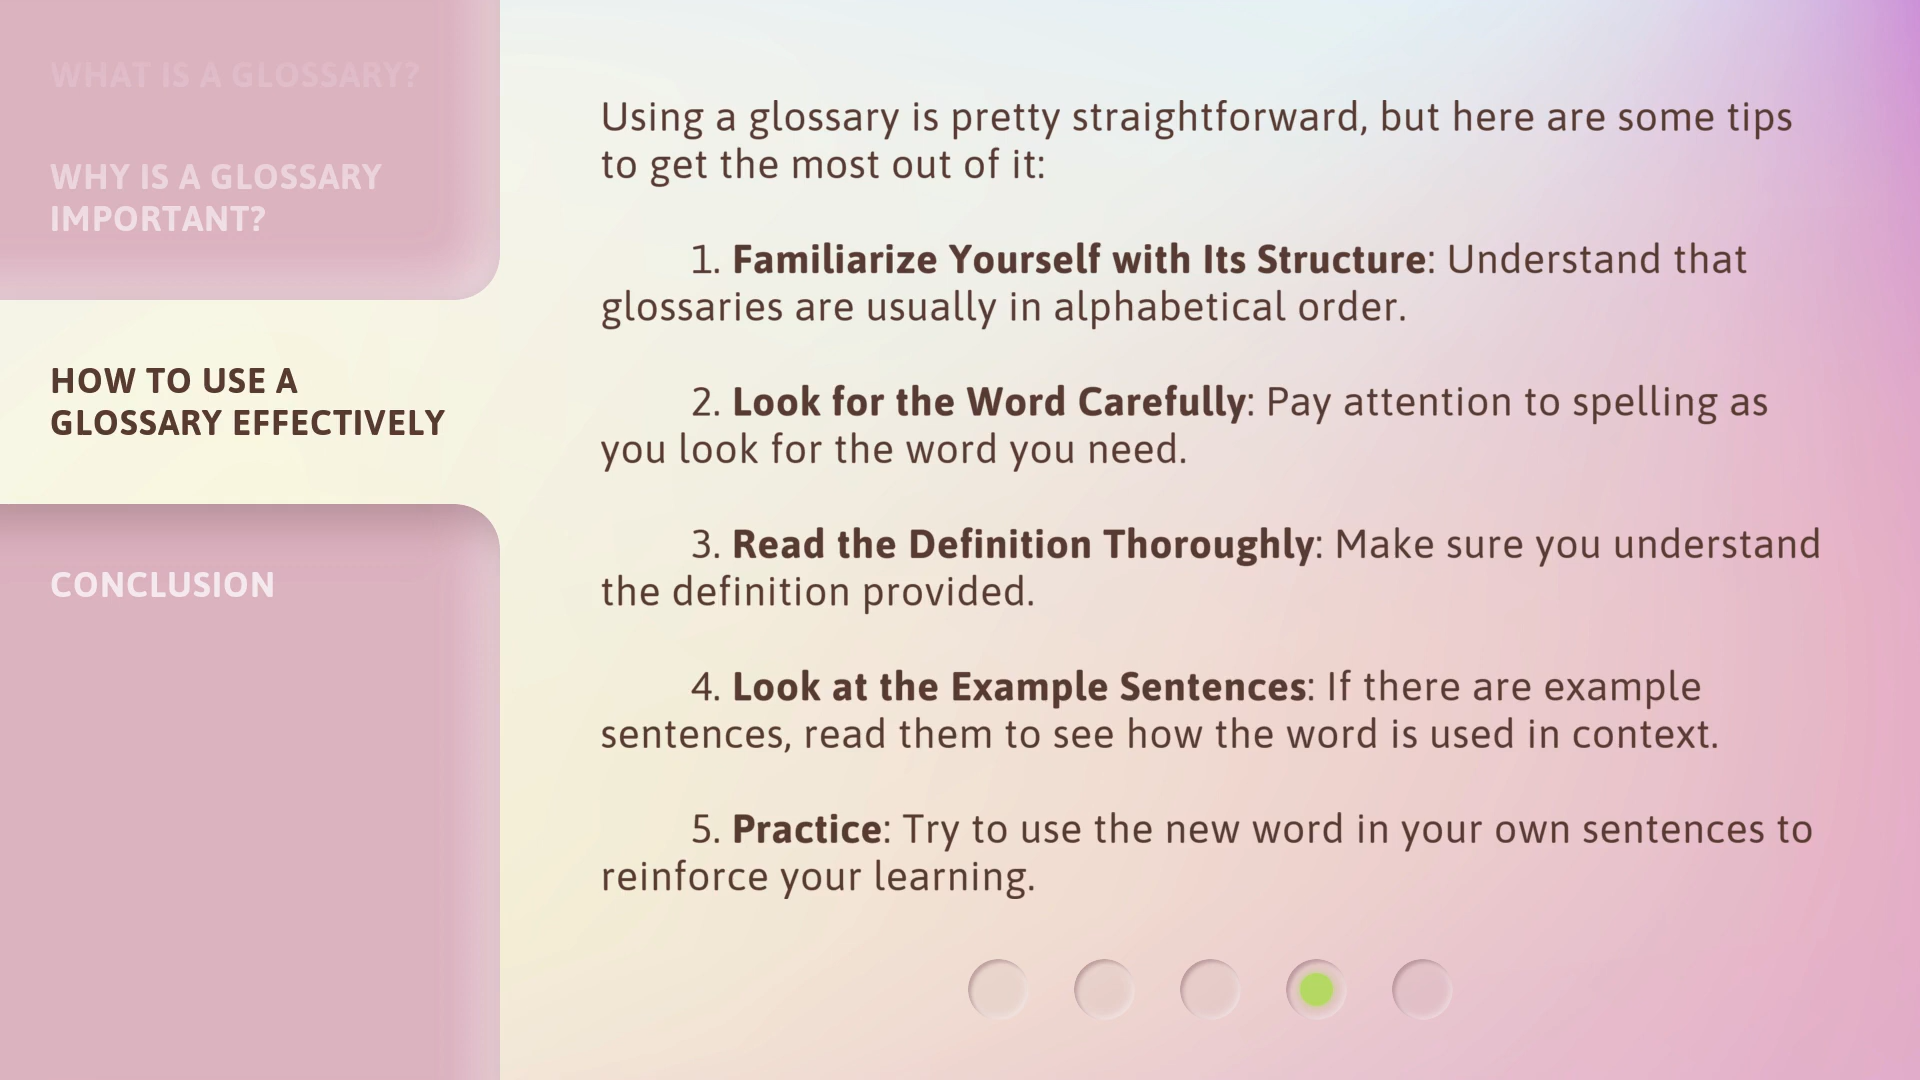 WHAT IS A GLOSSARY?
WHY IS A GLOSSARY
IMPORTANT?
HOW TO USE A
GLOSSARY EFFECTIVELY
CONCLUSION
Using a glossary is pretty straightforward, but here are some tips
to get the most out of it:
1. Familiarize Yourself with Its Structure: Understand that
glossaries are usually in alphabetical order.
2. Look for the Word Carefully: Pay attention to spelling as
you look for the word you need.
3. Read the Definition Thoroughly: Make sure you understand
the definition provided.
4. Look at the Example Sentences: If there are example
sentences, read them to see how the word is used in context.
5. Practice: Try to use the new word in your own sentences to
reinforce your learning.